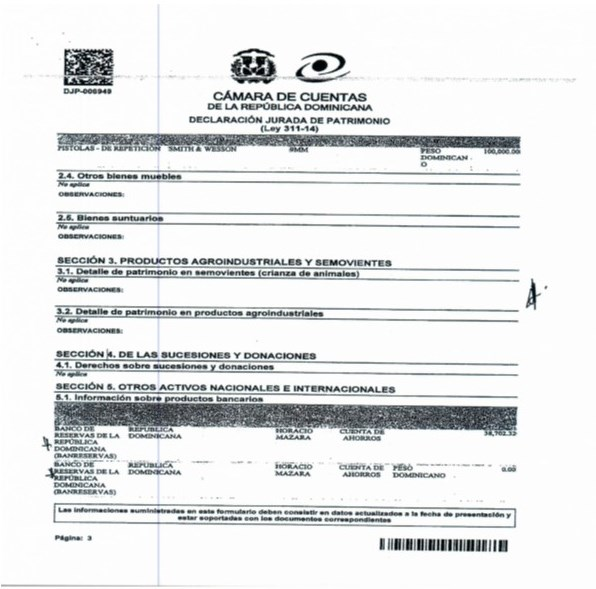 DJP-006949
CÁMARA DE CUENTAS
DE LA REPÚBLICA DOMINICANA
DECLARACIÓN JURADA DE PATRIMONIO
(Ley 311-14)
PISTOLAS - DE REPETICIÓN SMITH & WESSON 9MM PESO DOMINICAN O 100,000.00
2.4. Otros bienes muebles
No aplica
OBSERVACIONES:
2.5. Bienes suntuarios
No aplica
OBSERVACIONES:
SECCIÓN 3. PRODUCTOS AGROINDUSTRIALES Y SEMOVIENTES
3.1. Detalle de patrimonio en semovientes (crianza de animales)
No aplica
OBSERVACIONES:
3.2. Detalle de patrimonio en productos agroindustriales
No aplica
OBSERVACIONES:
SECCIÓN 4. DE LAS SUCESIONES Y DONACIONES
4.1. Derechos sobre sucesiones y donaciones
No aplica
SECCIÓN 5. OTROS ACTIVOS NACIONALES E INTERNACIONALES
5.1. Información sobre productos bancarios
BANCO DE REPUBLICA HORACIO CUENTA DE 38,702.32
RESERVAS DE LA DOMINICANA MAZARA AHORROS
REPÚBLICA
DOMINICANA
(BANRESERVAS)
BANCO DE REPUBLICA HORACIO CUENTA DE PESO 0.00
RESERVAS DE LA DOMINICANA MAZARA AHORROS DOMINICANO
REPÚBLICA
DOMINICANA
(BANRESERVAS)
Las informaciones suministradas en este formulario deben consistir en datos actualizados a la fecha de presentación y
estar soportadas con los documentos correspondientes
Página: 3